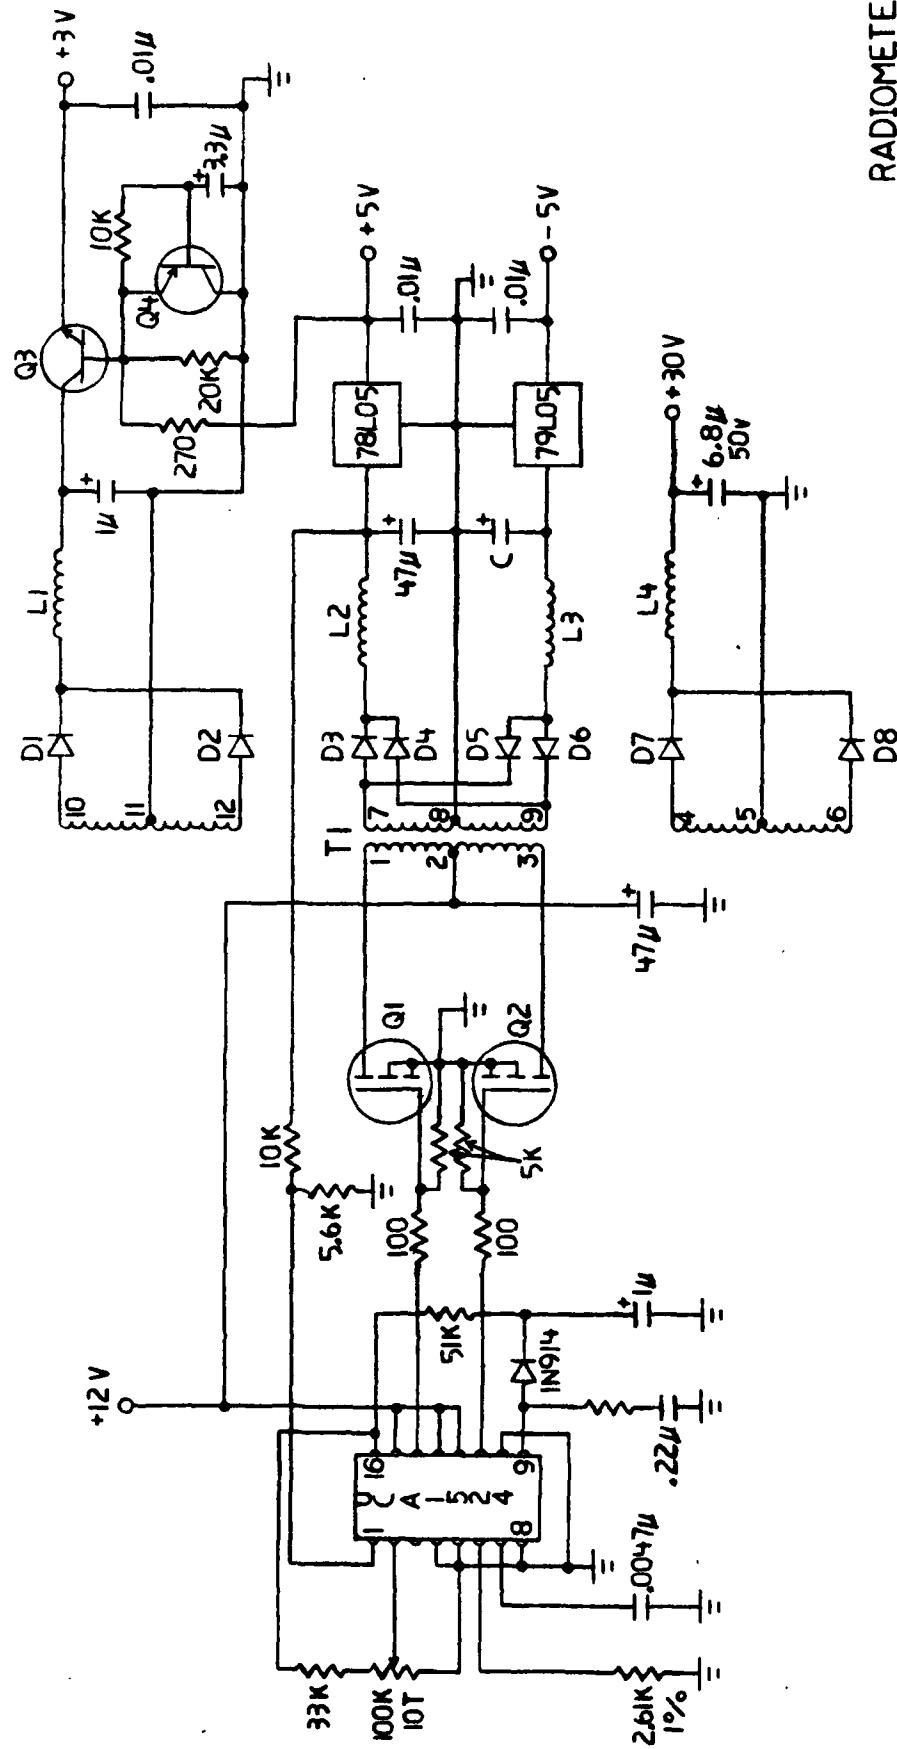 +3V
.01µ
3.3µ
10K
Q4
Q3
20K
270
1µ
L1
D1
D2
10
11
12
+5V
.01µ
.01µ
-5V
78L05
79L05
47µ
C
L2
L3
D3
D4
D5
D6
7
8
9
T1
1
2
3
+30V
6.8µ
50V
L4
D7
D8
4
5
6
47µ
Q1
Q2
5K
10K
5.6K
100
100
+12V
51K
1N914
1µ
.22µ
16
9
1
8
UC
A
1524
.0047µ
33K
100K
10T
2.61K
1%
RADIOMETE